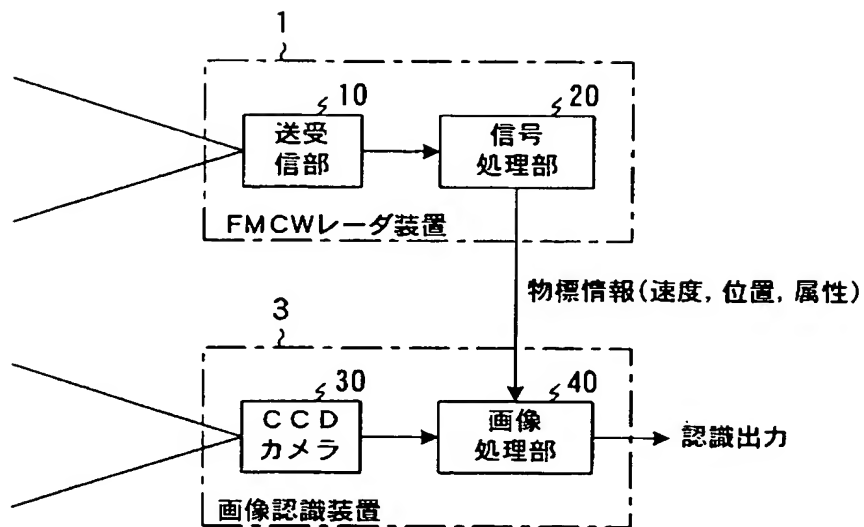 1
10
送受
信部
20
信号
処理部
FMCWレーダ装置
物標情報(速度, 位置, 属性)
3
30
CCD
カメラ
40
画像
処理部
認識出力
画像認識装置